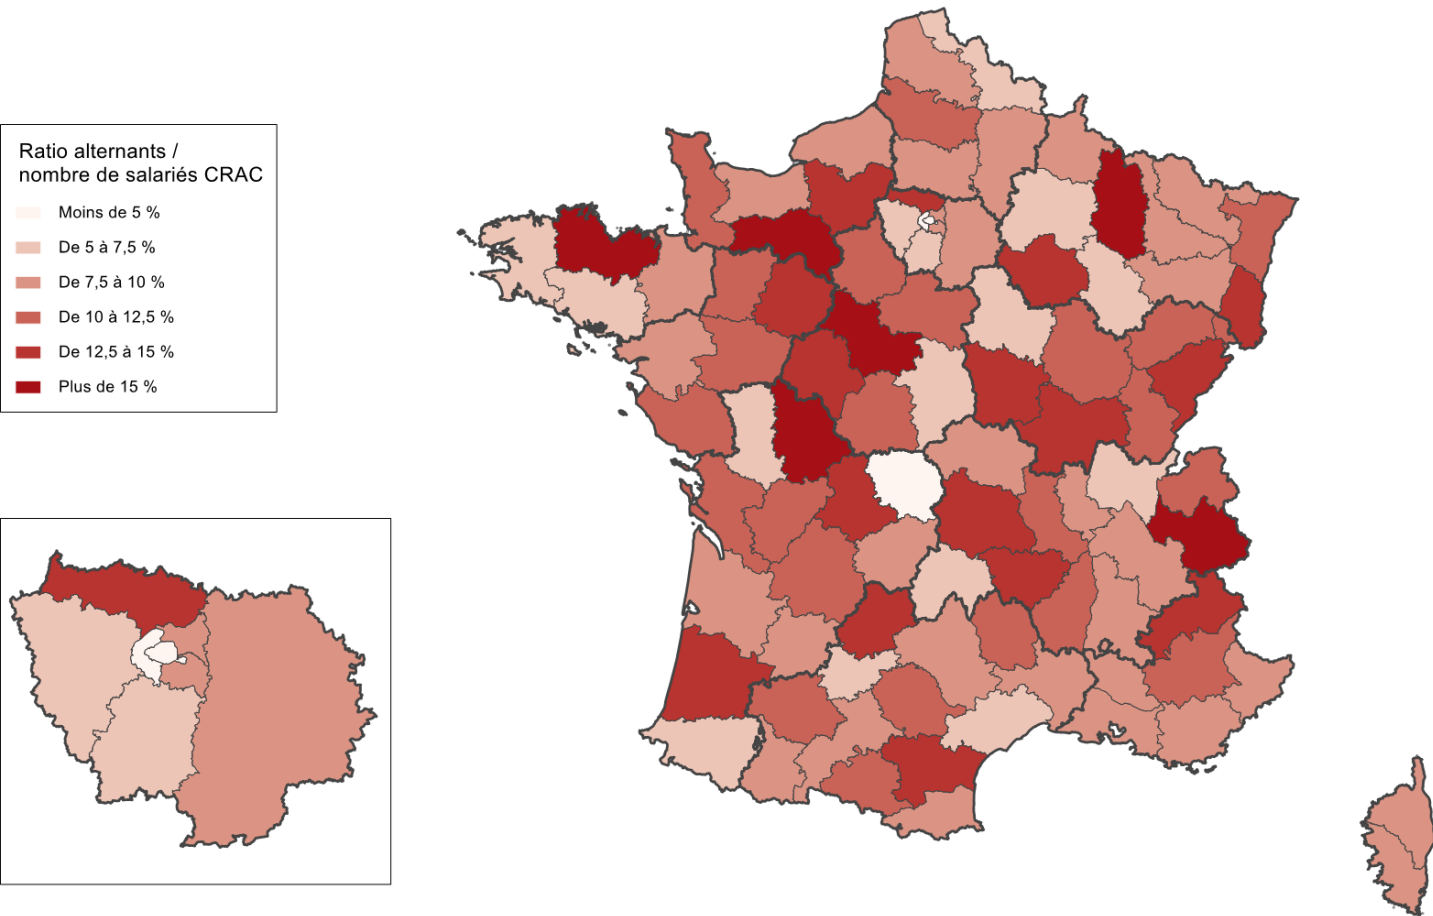 Ratio alternants /
nombre de salariés CRAC
Moins de 5 %
De 5 à 7,5 %
De 7,5 à 10 %
De 10 à 12,5 %
De 12,5 à 15 %
Plus de 15 %